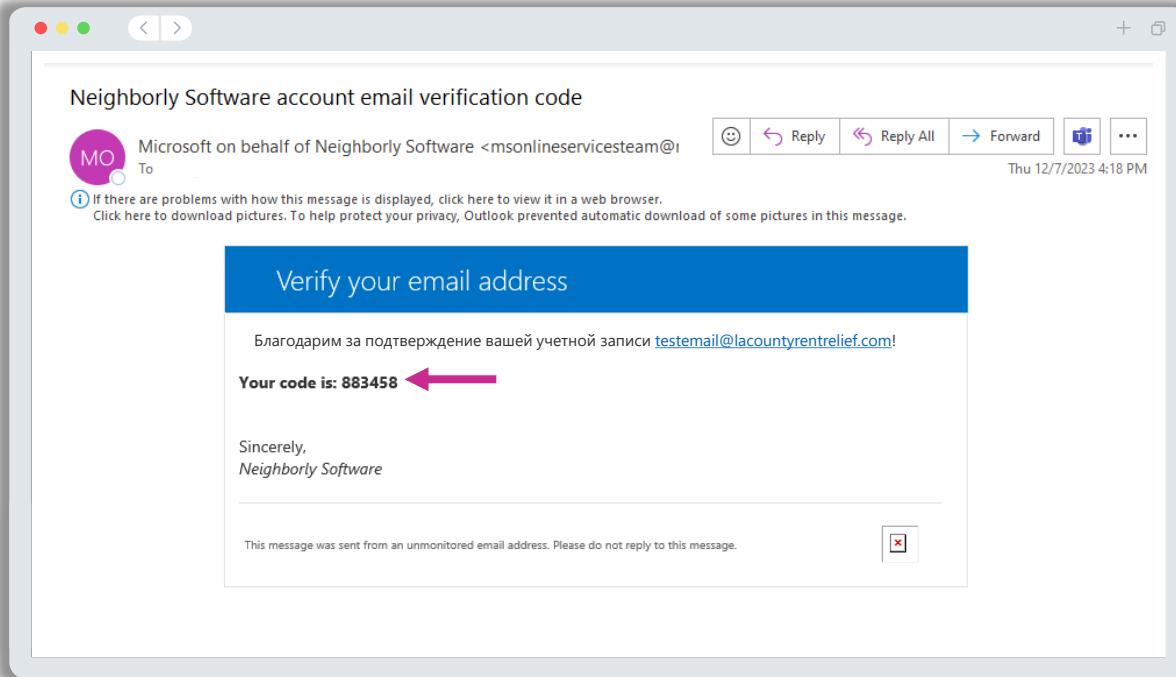 Neighborly Software account email verification code
MO
Microsoft on behalf of Neighborly Software <msonlineservicesteam@
Reply
Reply All
Forward
To
Thu 12/7/2023 4:18 PM
If there are problems with how this message is displayed, click here to view it in a web browser.
Click here to download pictures. To help protect your privacy, Outlook prevented automatic download of some pictures in this message.
Verify your email address
Благодарим за подтверждение вашей учетной записи testemail@lacountyrentrelief.com!
Your code is: 883458
Sincerely,
Neighborly Software
This message was sent from an unmonitored email address. Please do not reply to this message.